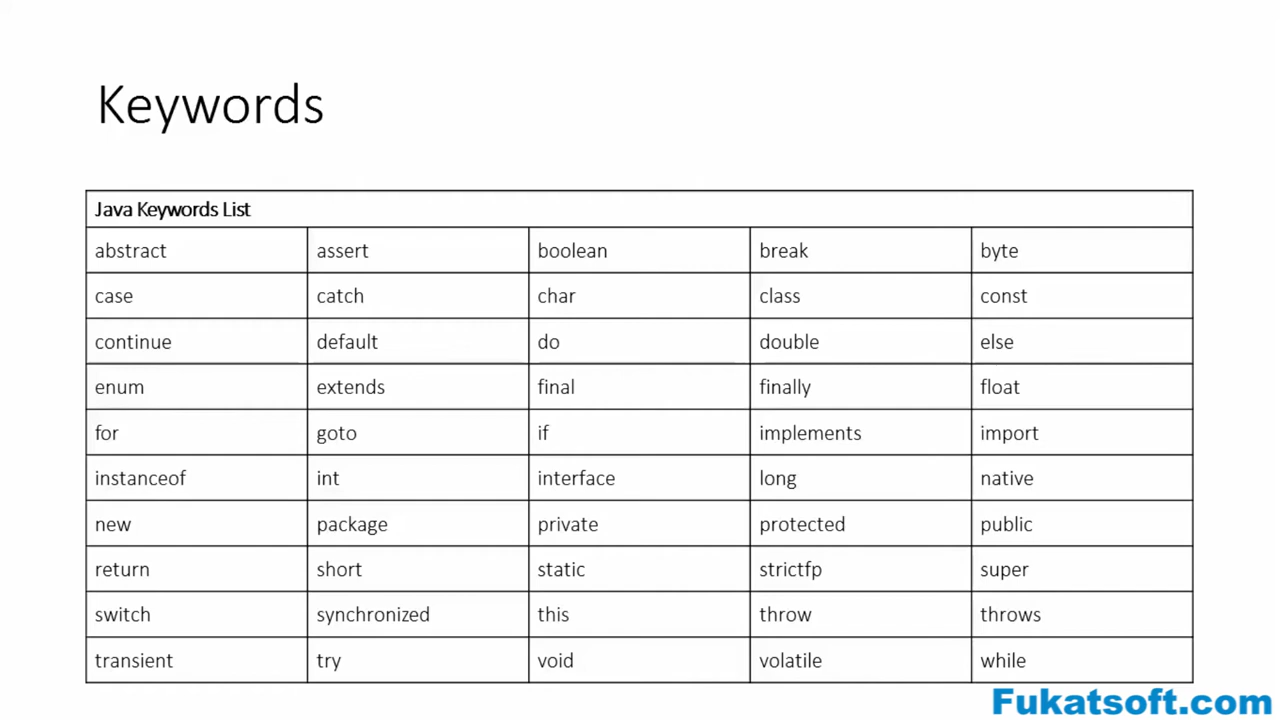 Keywords
Java Keywords List
abstract assert boolean break byte
case catch char class const
continue default do double else
enum extends final finally float
for goto if implements import
instanceof int interface long native
new package private protected public
return short static strictfp super
switch synchronized this throw throws
transient try void volatile while
Fukatsoft.com